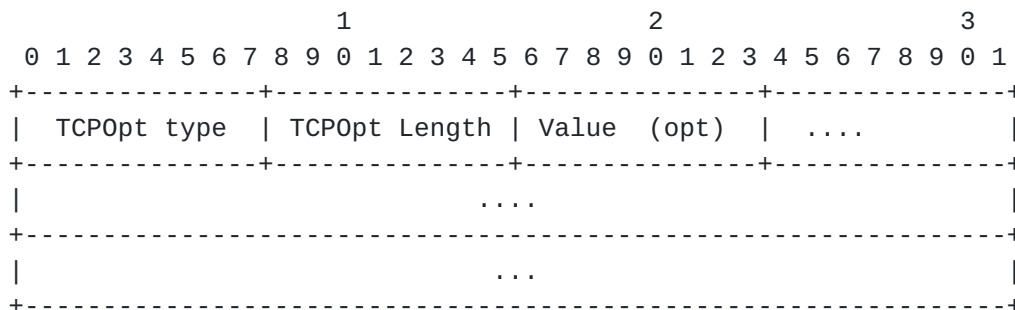 1                   2                   3
 0 1 2 3 4 5 6 7 8 9 0 1 2 3 4 5 6 7 8 9 0 1 2 3 4 5 6 7 8 9 0 1
+---------------+---------------+---------------+---------------+
|  TCPOpt type  | TCPOpt Length | Value  (opt)  |  ....         |
+---------------+---------------+---------------+---------------+
|                             ....                              |
+---------------------------------------------------------------+
|                              ...                              |
+---------------------------------------------------------------+